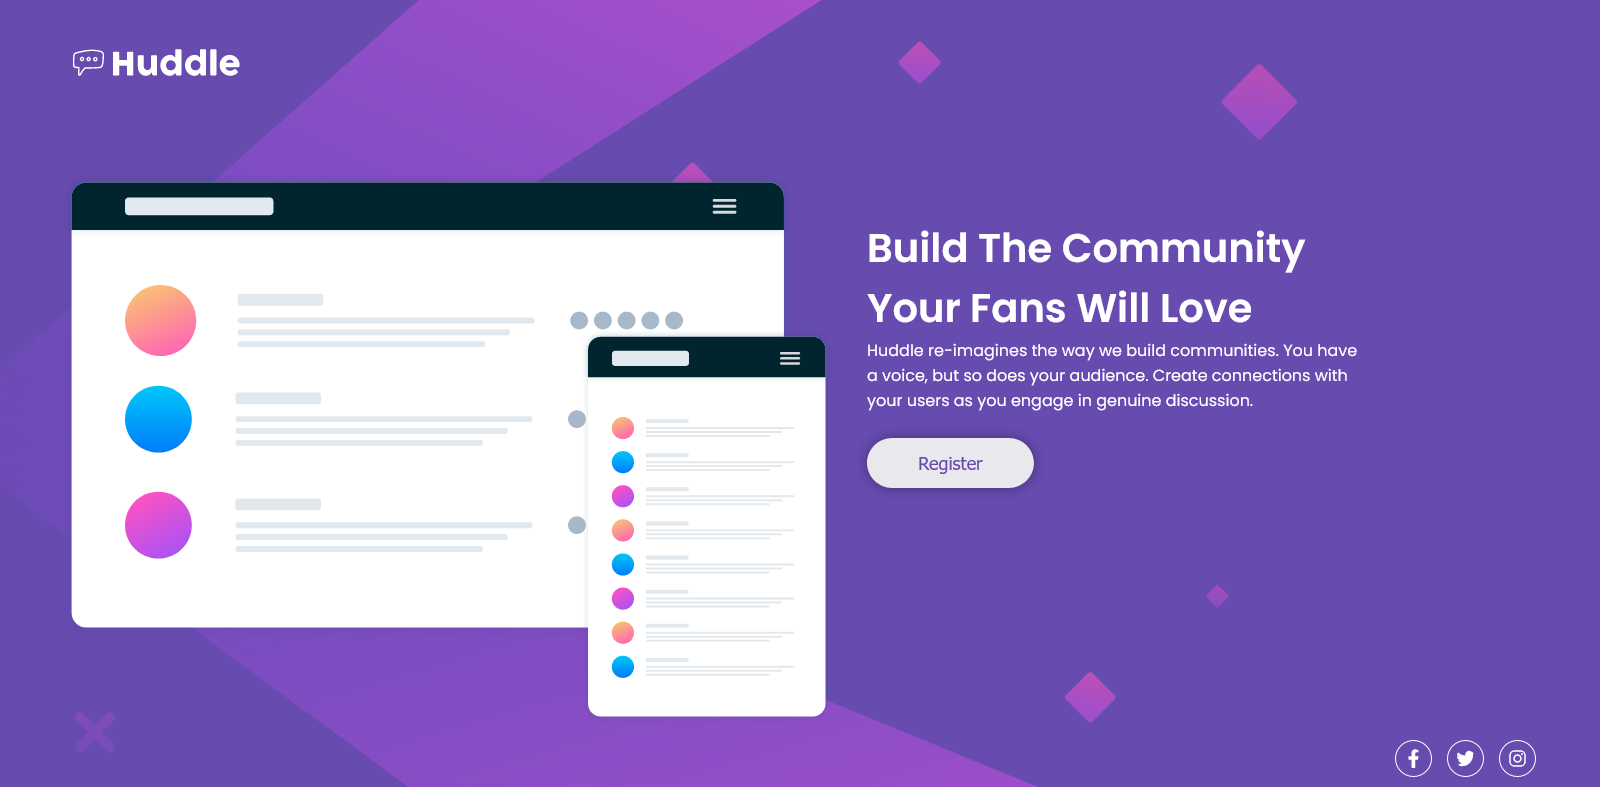 Huddle
Build The Community
Your Fans Will Love
Huddle re-imagines the way we build communities. You have
a voice, but so does your audience. Create connections with
your users as you engage in genuine discussion.
Register